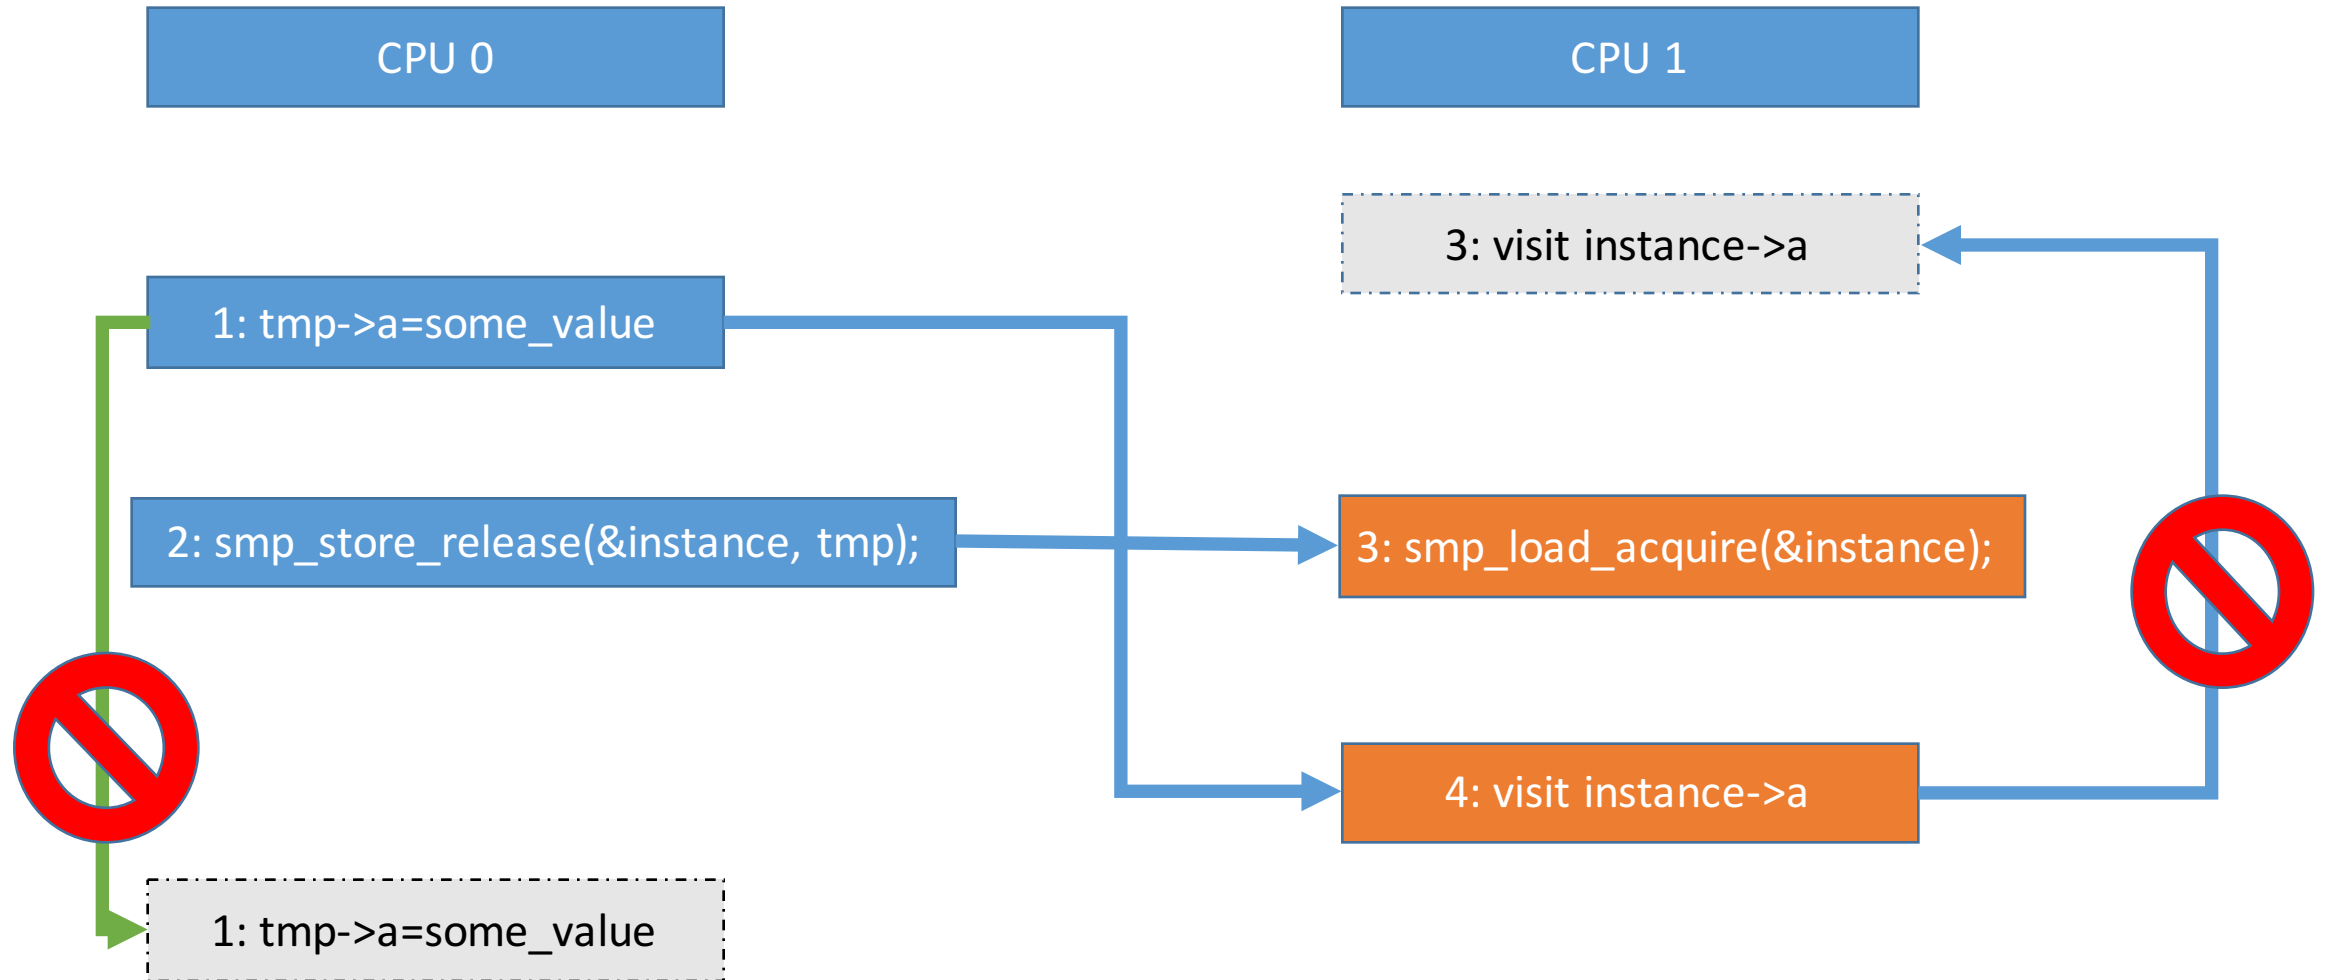 CPU 0
CPU 1
3: visit instance->a
1: tmp->a=some_value
2: smp_store_release(&instance, tmp);
3: smp_load_acquire(&instance);
4: visit instance->a
1: tmp->a=some_value